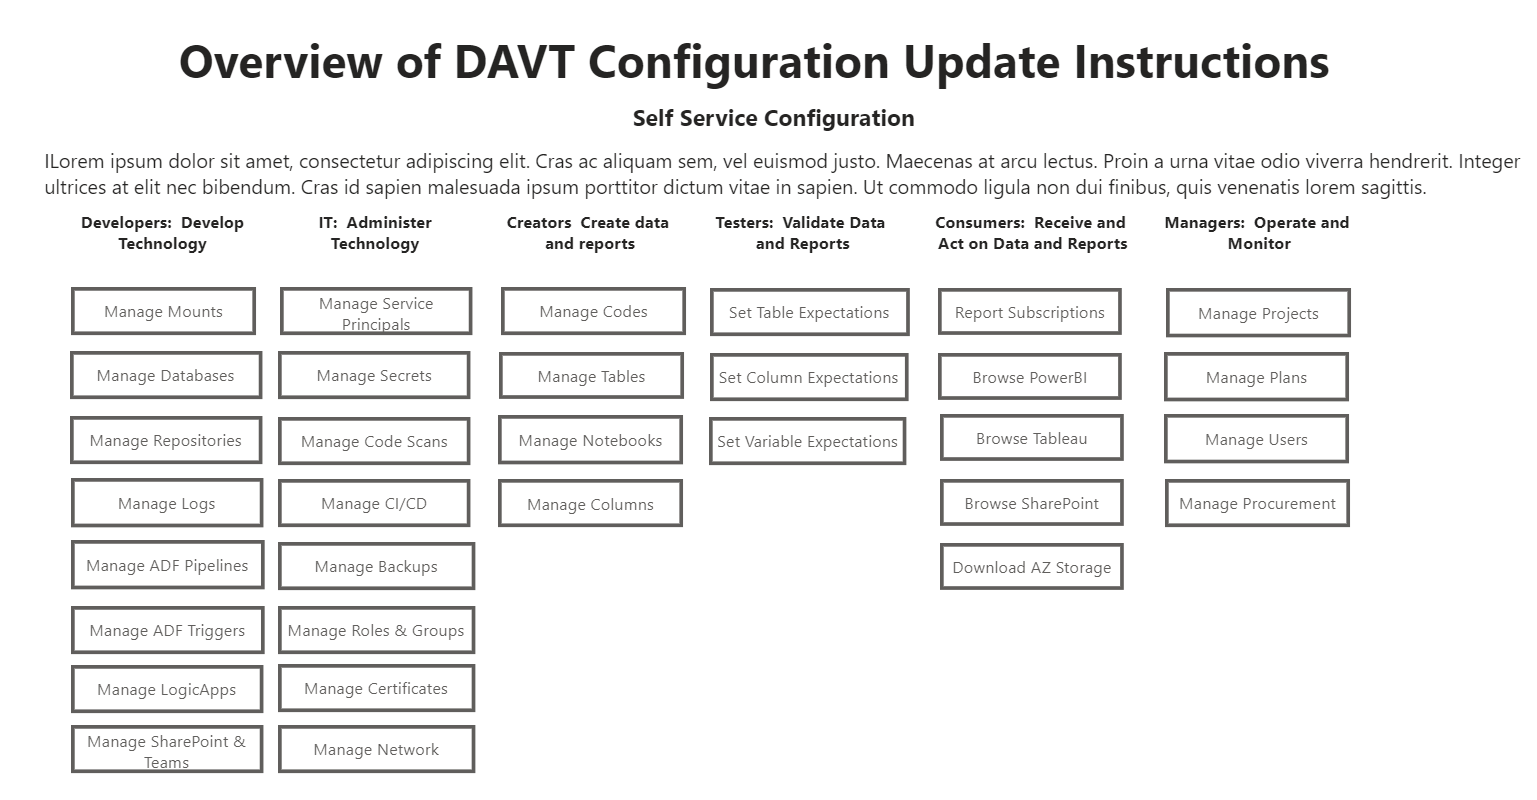 Overview of DAVT Configuration Update Instructions
Self Service Configuration
ILorem ipsum dolor sit amet, consectetur adipiscing elit. Cras ac aliquam sem, vel euismod justo. Maecenas at arcu lectus. Proin a urna vitae odio viverra hendrerit. Integer
ultrices at elit nec bibendum. Cras id sapien malesuada ipsum porttitor dictum vitae in sapien. Ut commodo ligula non dui finibus, quis venenatis lorem sagittis.
Developers:  Develop
Technology
Manage Mounts
Manage Databases
Manage Repositories
Manage Logs
Manage ADF Pipelines
Manage ADF Triggers
Manage LogicApps
Manage SharePoint &
Teams
IT:  Administer
Technology
Manage Service
Principals
Manage Secrets
Manage Code Scans
Manage CI/CD
Manage Backups
Manage Roles & Groups
Manage Certificates
Manage Network
Creators  Create data
and reports
Manage Codes
Manage Tables
Manage Notebooks
Manage Columns
Testers:  Validate Data
and Reports
Set Table Expectations
Set Column Expectations
Set Variable Expectations
Consumers:  Receive and
Act on Data and Reports
Report Subscriptions
Browse PowerBI
Browse Tableau
Browse SharePoint
Download AZ Storage
Managers:  Operate and
Monitor
Manage Projects
Manage Plans
Manage Users
Manage Procurement